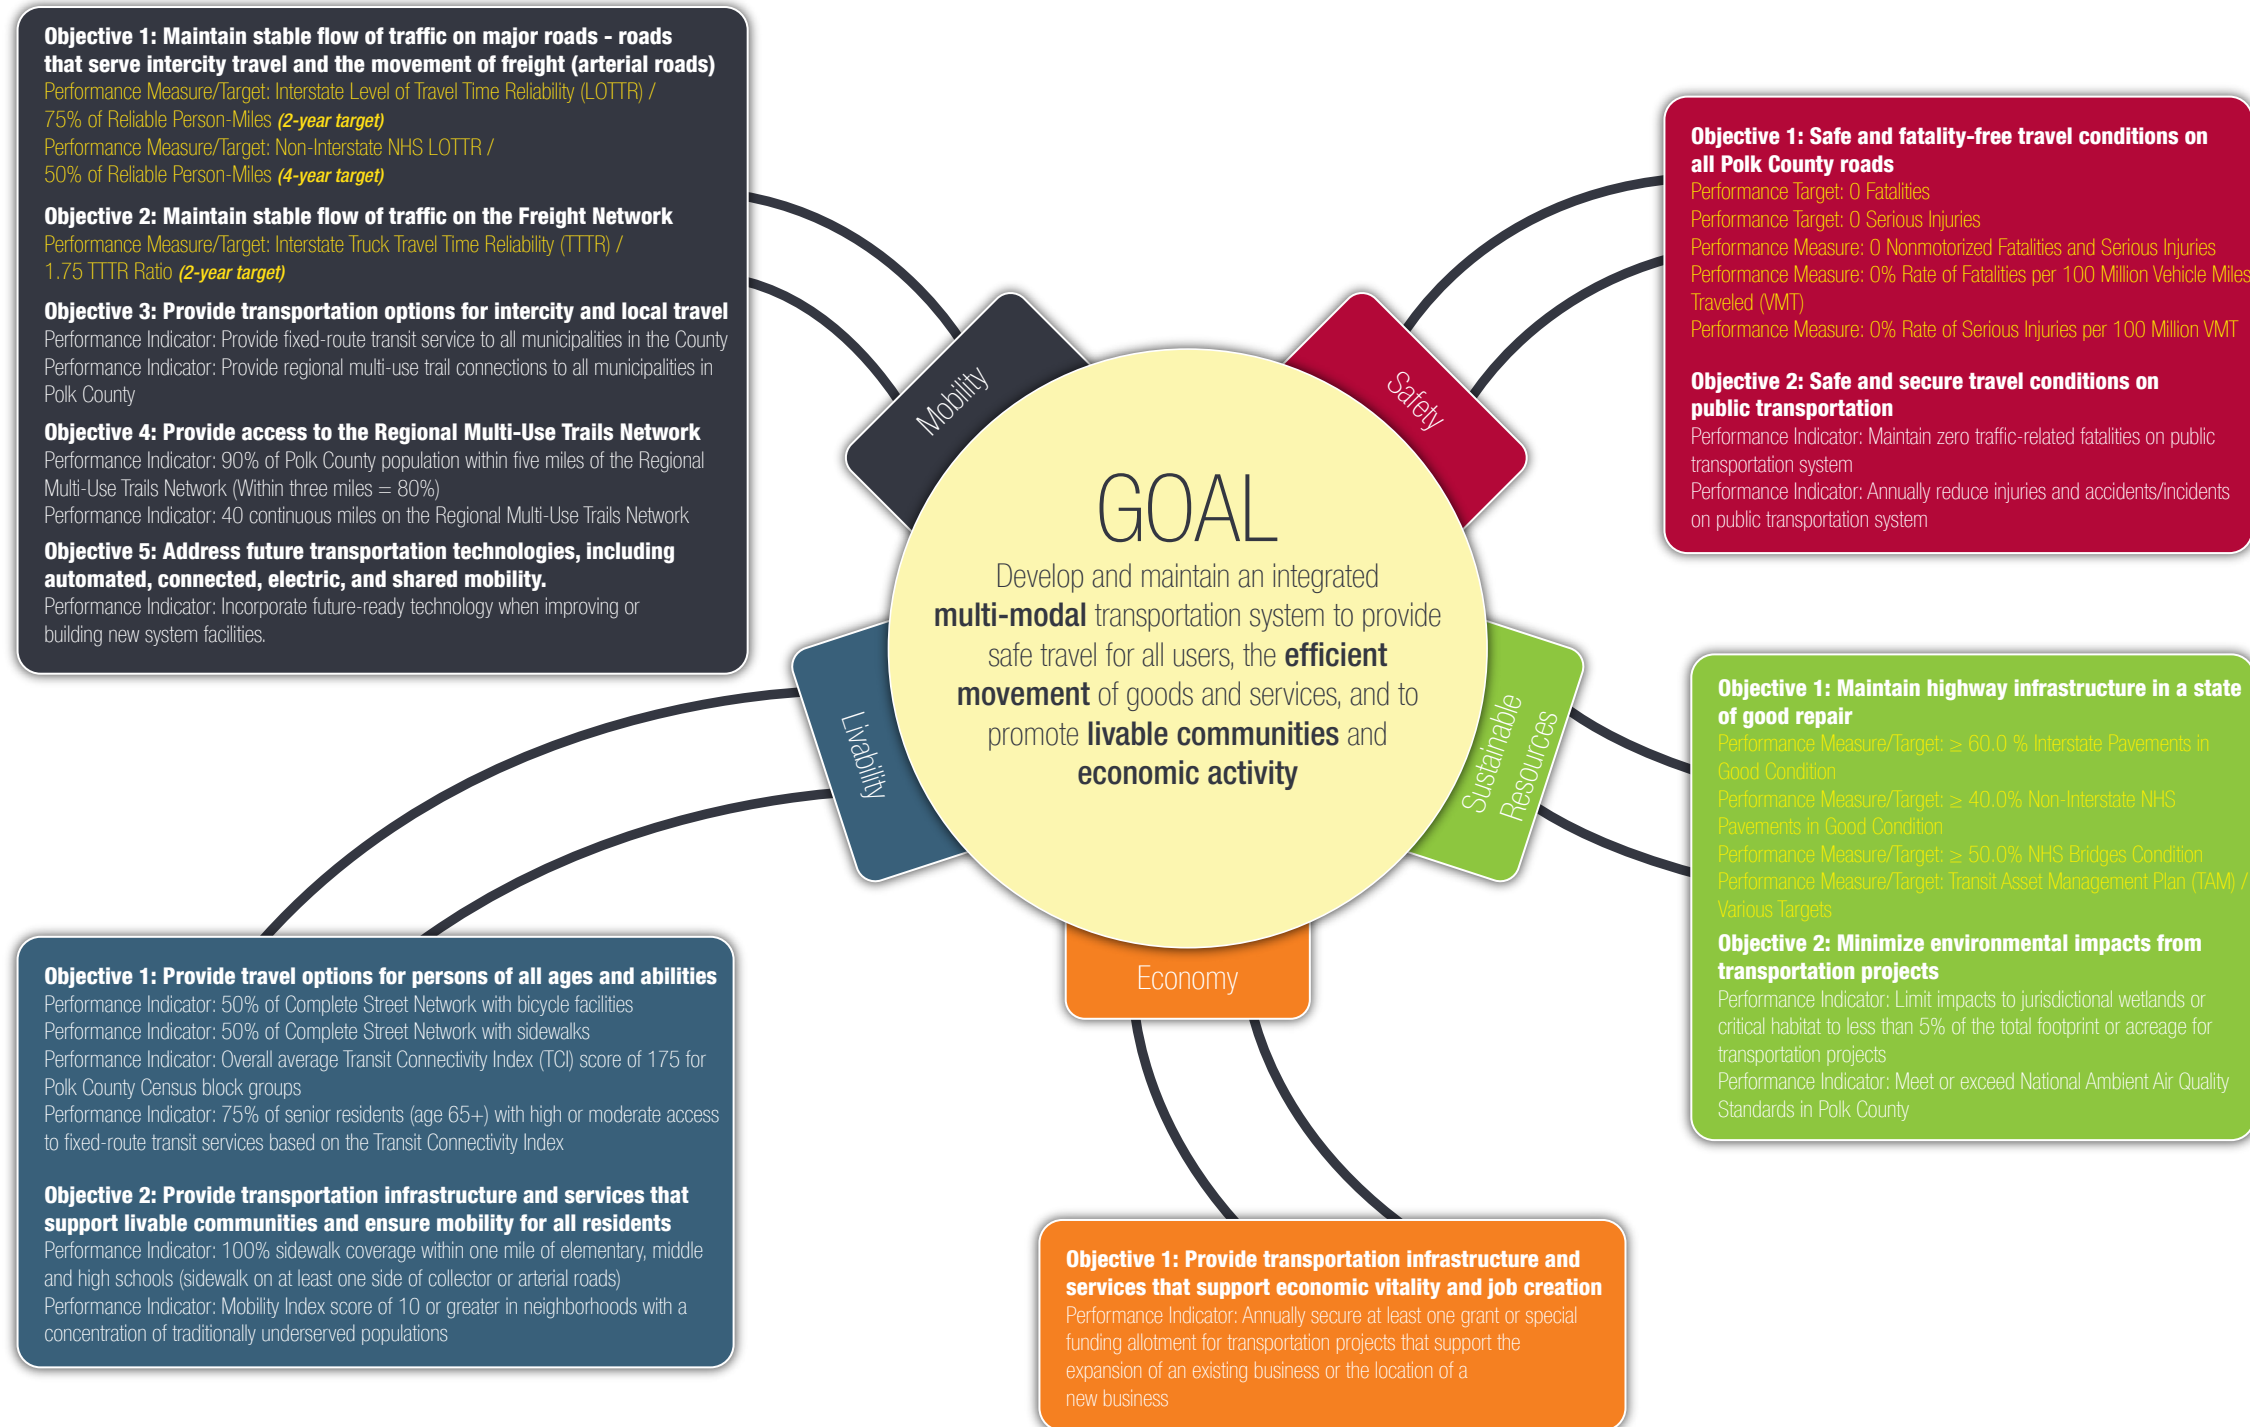 Objective 1: Maintain stable flow of traffic on major roads - roads
that serve intercity travel and the movement of freight (arterial roads)
Performance Measure/Target: Interstate Level of Travel Time Reliability (LOTTR) /
75% of Reliable Person-Miles (2-year target)
Performance Measure/Target: Non-Interstate NHS LOTTR /
50% of Reliable Person-Miles (4-year target)
Objective 2: Maintain stable flow of traffic on the Freight Network
Performance Measure/Target: Interstate Truck Travel Time Reliability (TTTR) /
1.75 TTTR Ratio (2-year target)
Objective 3: Provide transportation options for intercity and local travel
Performance Indicator: Provide fixed-route transit service to all municipalities in the County
Performance Indicator: Provide regional multi-use trail connections to all municipalities in
Polk County
Objective 4: Provide access to the Regional Multi-Use Trails Network
Performance Indicator: 90% of Polk County population within five miles of the Regional
Multi-Use Trails Network (Within three miles = 80%)
Performance Indicator: 40 continuous miles on the Regional Multi-Use Trails Network
Objective 5: Address future transportation technologies, including
automated, connected, electric, and shared mobility.
Performance Indicator: Incorporate future-ready technology when improving or
building new system facilities.
Mobility
Safety
Objective 1: Safe and fatality-free travel conditions on
all Polk County roads
Performance Target: 0 Fatalities
Performance Target: 0 Serious Injuries
Performance Measure: 0 Nonmotorized Fatalities and Serious Injuries
Performance Measure: 0% Rate of Fatalities per 100 Million Vehicle Miles
Traveled (VMT)
Performance Measure: 0% Rate of Serious Injuries per 100 Million VMT
Objective 2: Safe and secure travel conditions on
public transportation
Performance Indicator: Maintain zero traffic-related fatalities on public
transportation system
Performance Indicator: Annually reduce injuries and accidents/incidents
on public transportation system
GOAL
Develop and maintain an integrated
multi-modal transportation system to provide
safe travel for all users, the efficient
movement of goods and services, and to
promote livable communities and
economic activity
Livability
Sustainable
Resources
Economy
Objective 1: Maintain highway infrastructure in a state
of good repair
Performance Measure/Target: ≥ 60.0 % Interstate Pavements in
Good Condition
Performance Measure/Target: ≥ 40.0% Non-Interstate NHS
Pavements in Good Condition
Performance Measure/Target: ≥ 50.0% NHS Bridges Condition
Performance Measure/Target: Transit Asset Management Plan (TAM) /
Various Targets
Objective 2: Minimize environmental impacts from
transportation projects
Performance Indicator: Limit impacts to jurisdictional wetlands or
critical habitat to less than 5% of the total footprint or acreage for
transportation projects
Performance Indicator: Meet or exceed National Ambient Air Quality
Standards in Polk County
Objective 1: Provide travel options for persons of all ages and abilities
Performance Indicator: 50% of Complete Street Network with bicycle facilities
Performance Indicator: 50% of Complete Street Network with sidewalks
Performance Indicator: Overall average Transit Connectivity Index (TCI) score of 175 for
Polk County Census block groups
Performance Indicator: 75% of senior residents (age 65+) with high or moderate access
to fixed-route transit services based on the Transit Connectivity Index
Objective 2: Provide transportation infrastructure and services that
support livable communities and ensure mobility for all residents
Performance Indicator: 100% sidewalk coverage within one mile of elementary, middle
and high schools (sidewalk on at least one side of collector or arterial roads)
Performance Indicator: Mobility Index score of 10 or greater in neighborhoods with a
concentration of traditionally underserved populations
Objective 1: Provide transportation infrastructure and
services that support economic vitality and job creation
Performance Indicator: Annually secure at least one grant or special
funding allotment for transportation projects that support the
expansion of an existing business or the location of a
new business